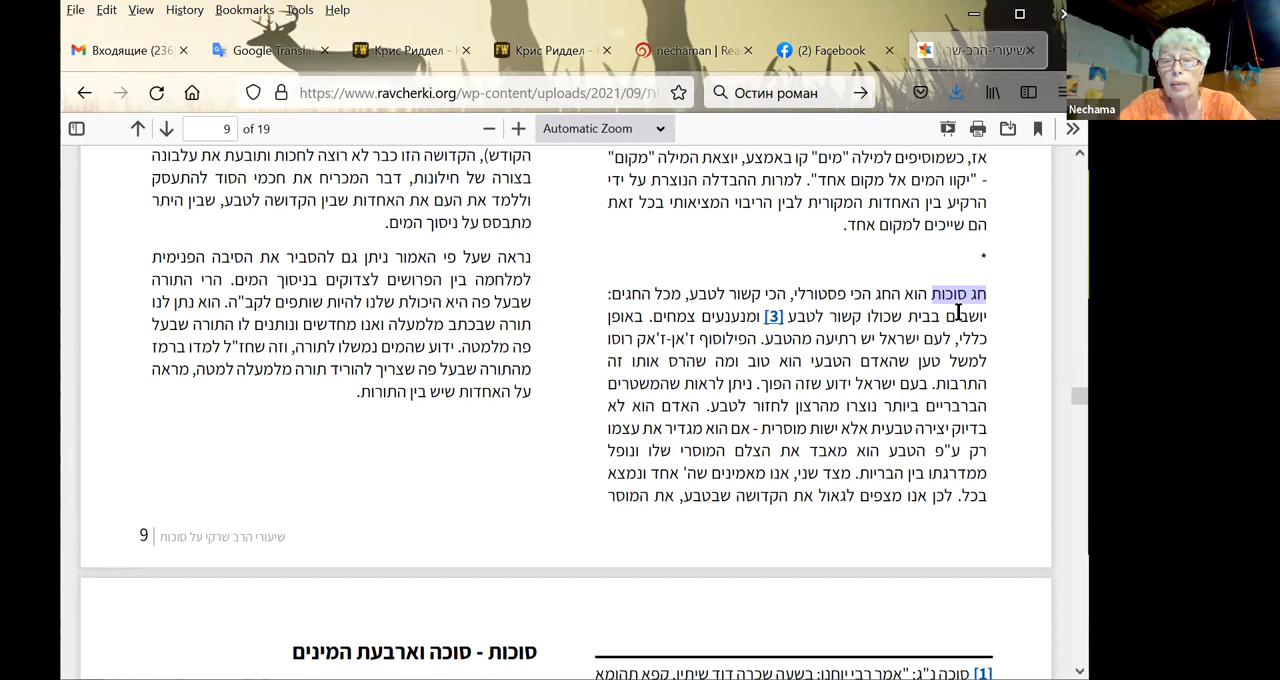 File Edit View History Bookmarks Tools Help
Входящие (236)
Google Transla
Крис Риддел —
Крис Риддел —
nechaman | Rea
(2) Facebook
שיעורי-הרב-שר
https://www.ravcherki.org/wp-content/uploads/2021/09/
Остин роман
Nechama
9 of 19
Automatic Zoom
אז, כשמוסיפים למילה "מים" קו באמצע, יוצאת המילה "מקום"
- "יקוו המים אל מקום אחד". למרות ההבדלה הנוצרת על ידי
הרקיע בין האחדות המקורית לבין הריבוי המציאותי בכל זאת
הם שייכים למקום אחד.
*
חג סוכות הוא החג הכי פסטורלי, הכי קשור לטבע, מכל החגים:
יושבים בבית שכולו קשור לטבע [3] ומנענעים צמחים. באופן
כללי, לעם ישראל יש רתיעה מהטבע. הפילוסוף ז'אן-ז'אק רוסו
למשל טען שהאדם הטבעי הוא טוב ומה שהרס אותו זה
התרבות. בעם ישראל ידוע שזה הפוך. ניתן לראות שהמשטרים
הברבריים ביותר נוצרו מהרצון לחזור לטבע. האדם הוא לא
בדיוק יצירה טבעית אלא ישות מוסרית - אם הוא מגדיר את עצמו
רק ע"פ הטבע הוא מאבד את הצלם המוסרי שלו ונופל
ממדרגתו בין הבריות. מצד שני, אנו מאמינים שה' אחד ונמצא
בכל. לכן אנו מצפים לגאול את הקדושה שבטבע, את המוסר
הקודש), הקדושה הזו כבר לא רוצה לחכות ותובעת את עלבונה
בצורה של חילונות, דבר המכריח את חכמי הסוד להתעסק
וללמד את העם את האחדות שבין הקדושה לטבע, שבין היתר
מתבסס על ניסוך המים.
נראה שעל פי האמור ניתן גם להסביר את הסיבה הפנימית
למלחמה בין הפרושים לצדוקים בניסוך המים. הרי התורה
שבעל פה היא היכולת שלנו להיות שותפים לקב"ה. הוא נתן לנו
תורה שבכתב מלמעלה ואנו מחדשים ונותנים לו התורה שבעל
פה מלמטה. ידוע שהמים נמשלו לתורה, וזה שחז"ל למדו ברמז
מהתורה שבעל פה שצריך להוריד תורה מלמעלה למטה, מראה
על האחדות שיש בין התורות.
שיעורי הרב שרקי על סוכות | 9
[1] סוכה נ"ג: "אמר רבי יוחנן: בשעה שכרה דוד שיתין, קפא תהומא
סוכות - סוכה וארבעת המינים